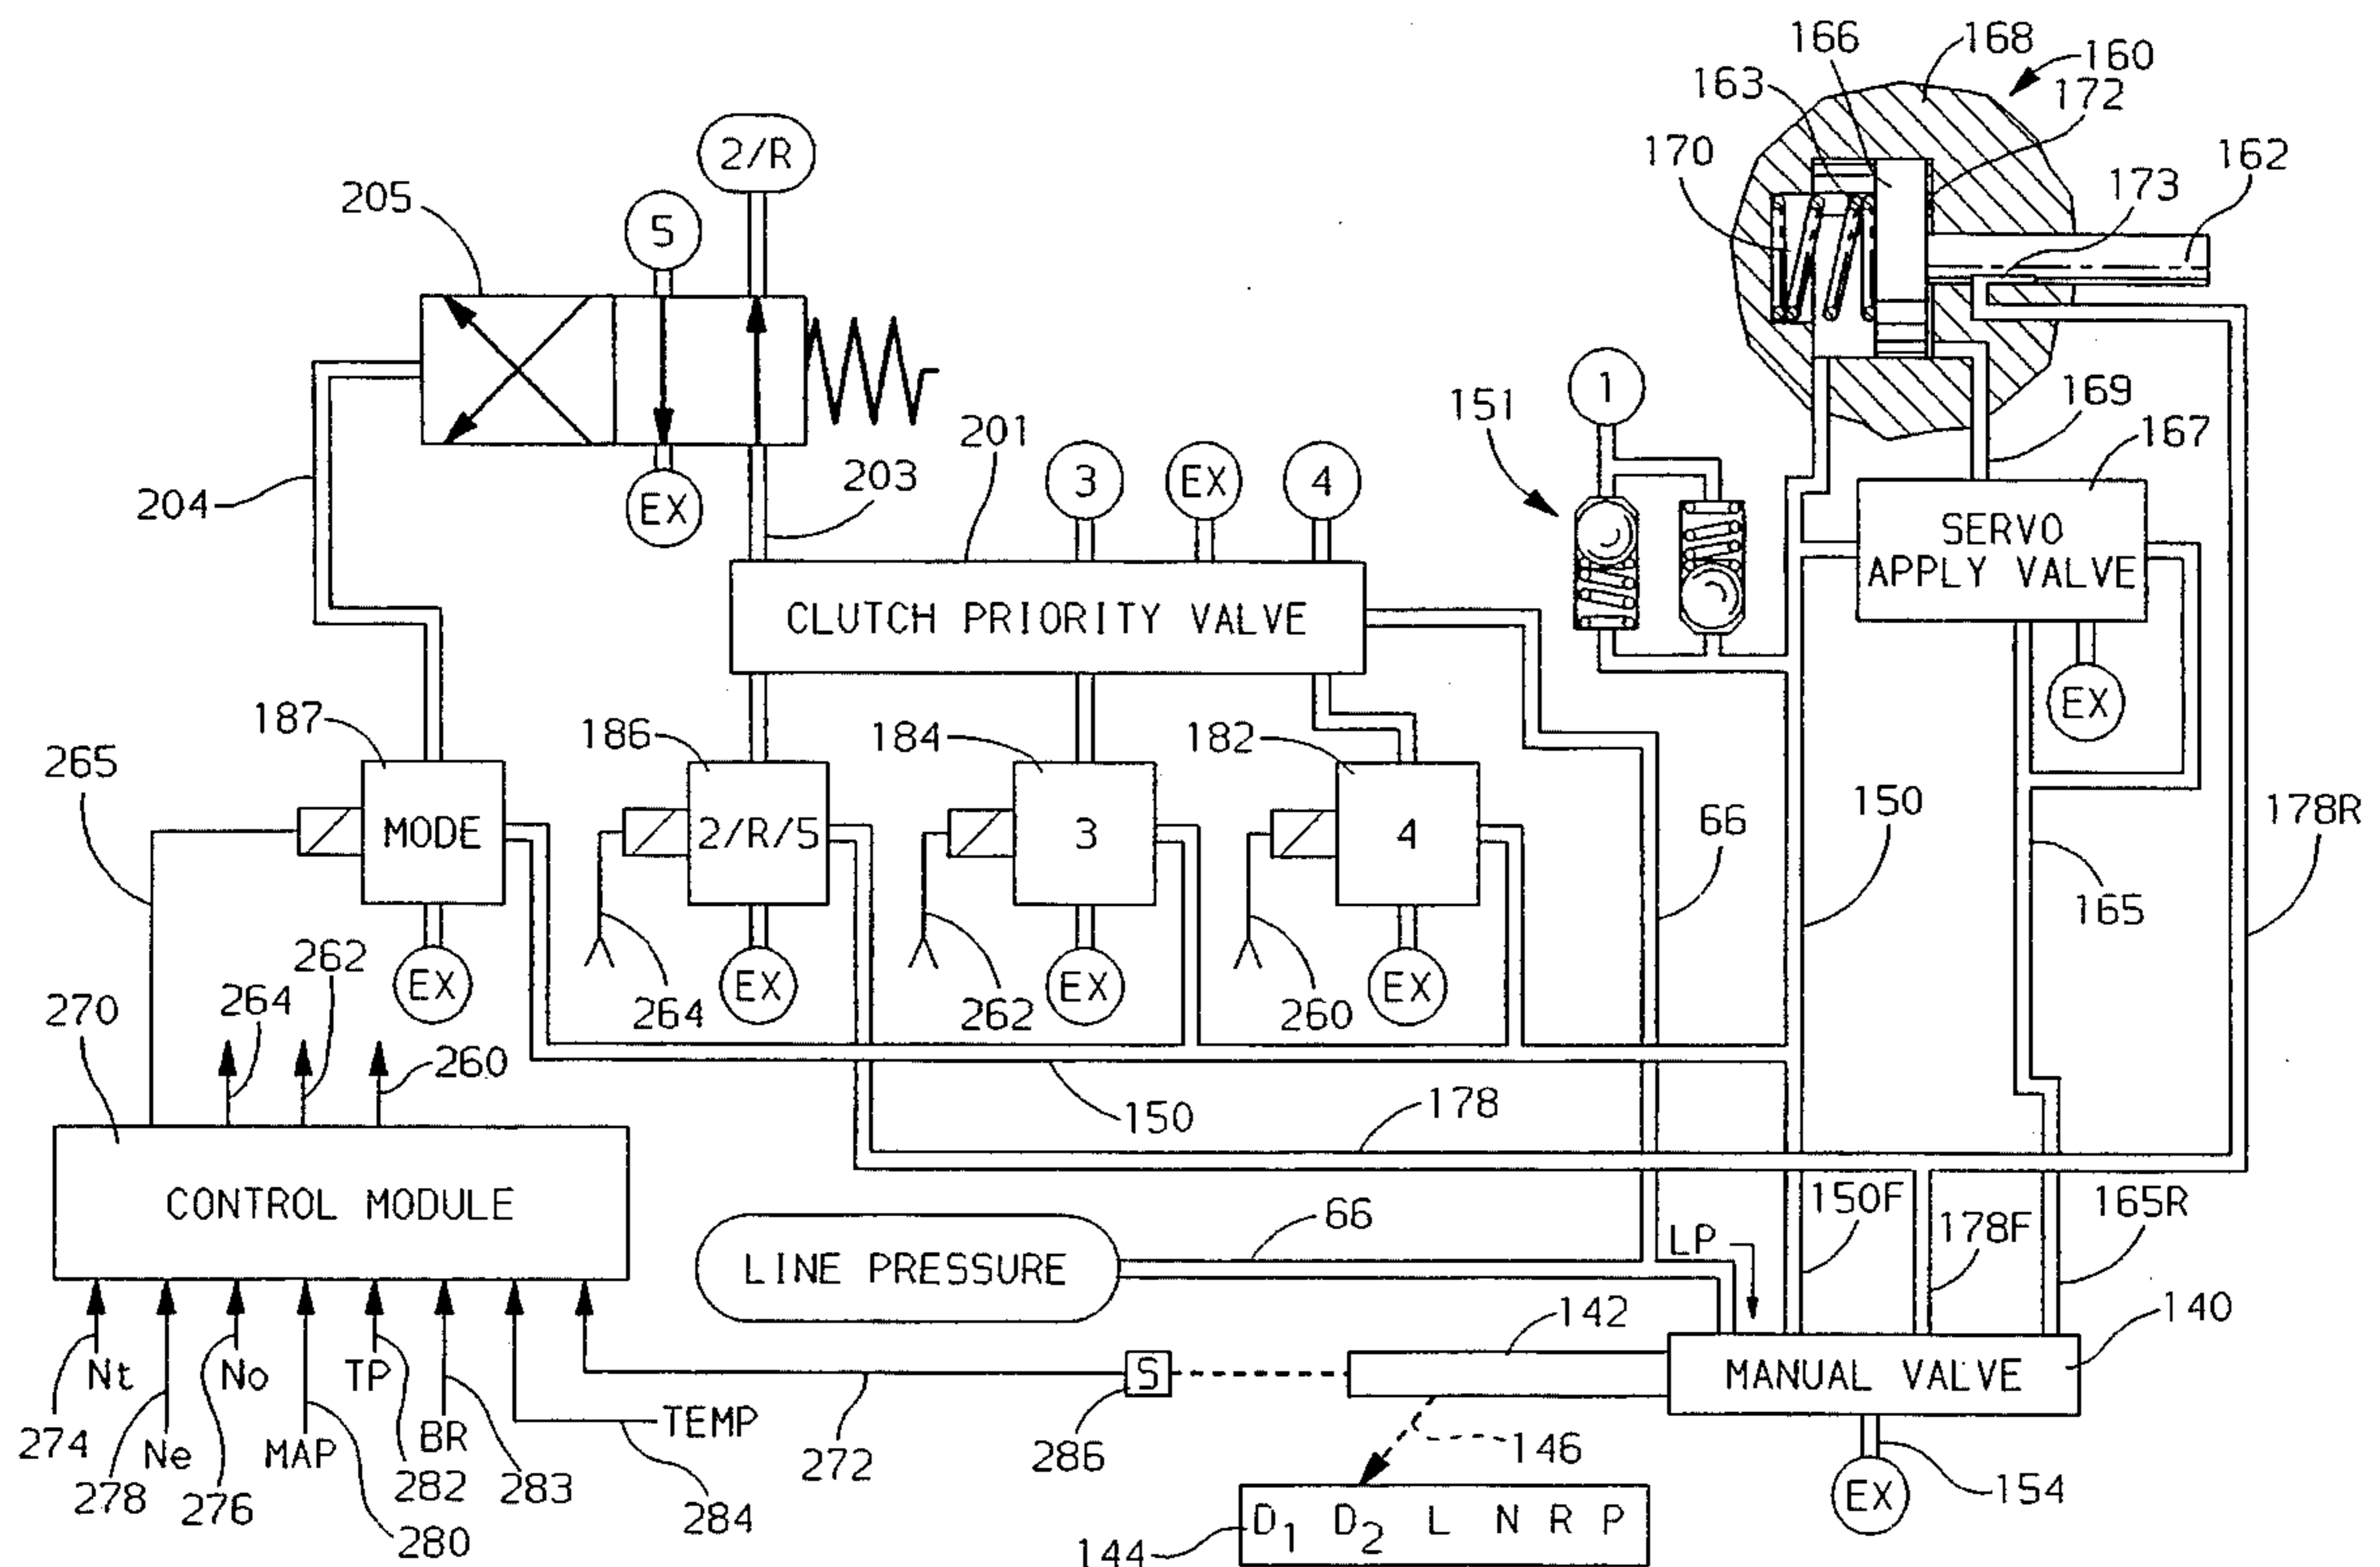 166
168
160
163
172
170
162
173
2/R
205
5
1
151
169
167
201
203
204
EX
3
EX
4
SERVO
APPLY VALVE
CLUTCH PRIORITY VALVE
EX
187
186
184
182
265
MODE
2/R/5
3
4
66
150
165
178R
EX
EX
EX
EX
264
262
260
270
264
262
260
150
178
CONTROL MODULE
LINE PRESSURE
66
LP
150F
178F
165R
142
140
Nt
No
TP
S
MANUAL VALVE
274
278
Ne
276
MAP
280
282
BR
283
TEMP
284
272
286
146
EX
154
144
D1 D2 L N R P